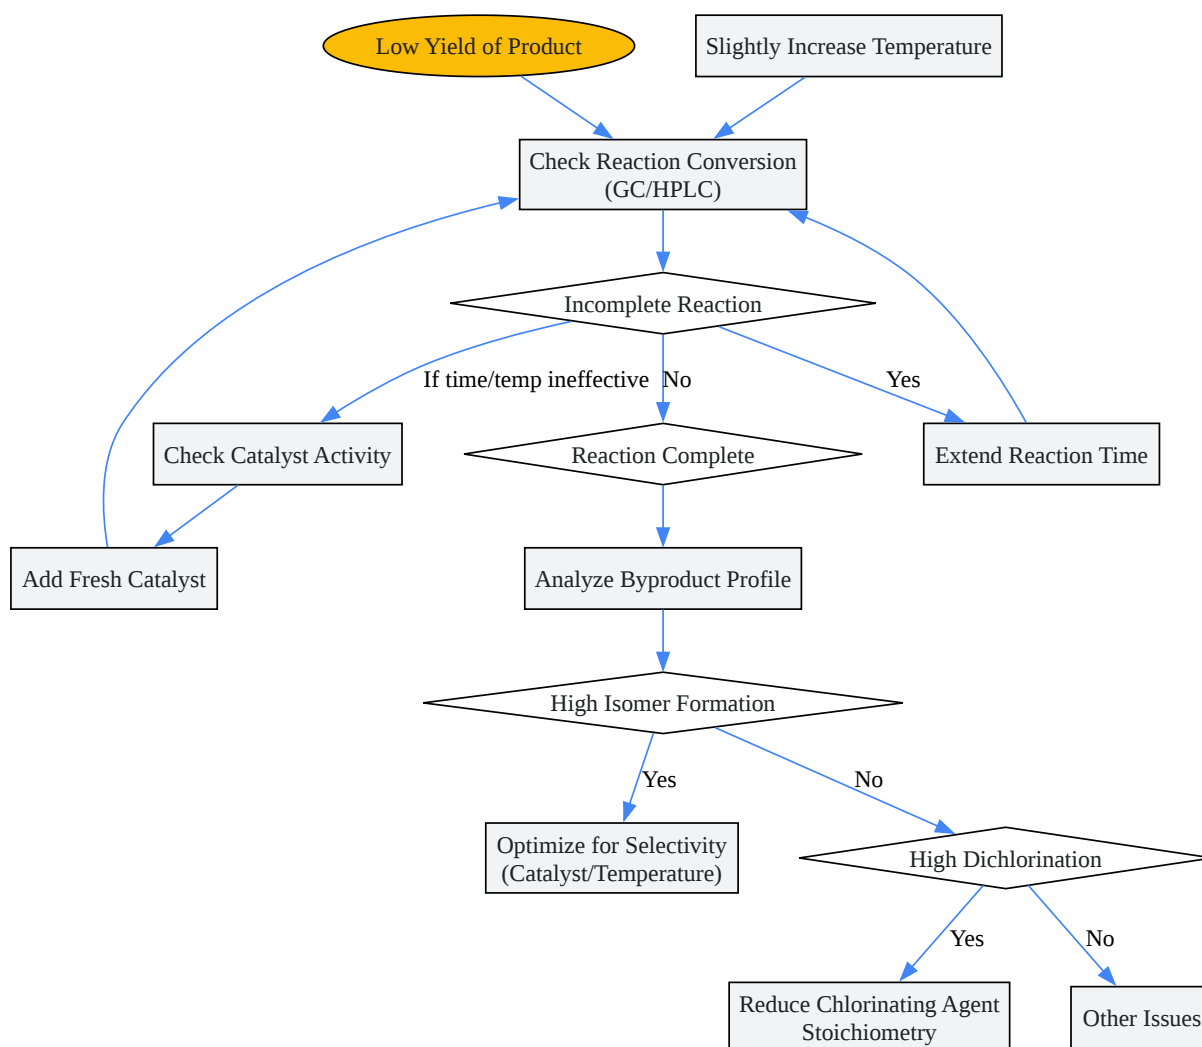 Low Yield of Product
Slightly Increase Temperature
Check Reaction Conversion
(GC/HPLC)
Incomplete Reaction
If time/temp ineffective
No
Yes
Check Catalyst Activity
Reaction Complete
Extend Reaction Time
Add Fresh Catalyst
Analyze Byproduct Profile
High Isomer Formation
Yes
No
Optimize for Selectivity
(Catalyst/Temperature)
High Dichlorination
Yes
No
Reduce Chlorinating Agent
Stoichiometry
Other Issues